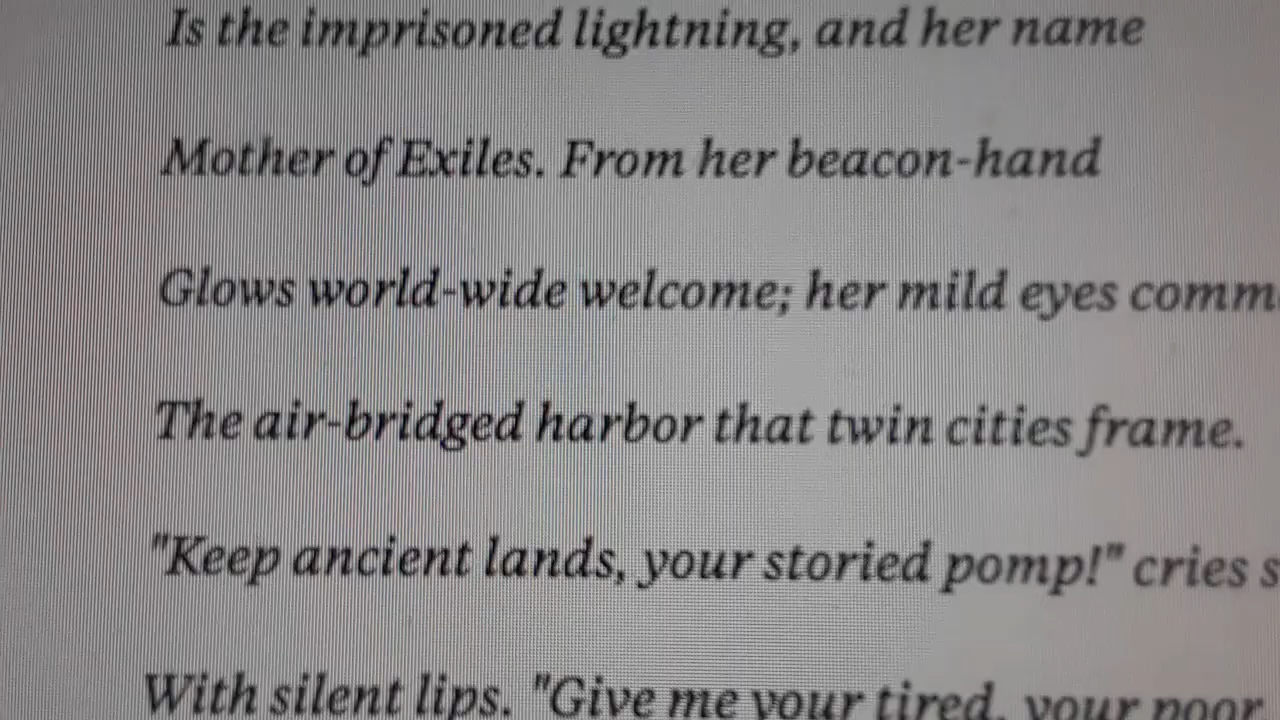 Is the imprisoned lightning, and her name
Mother of Exiles. From her beacon-hand
Glows world-wide welcome; her mild eyes comm
The air-bridged harbor that twin cities frame.
"Keep ancient lands, your storied pomp!" cries s
With silent lips. "Give me your tired, your poor